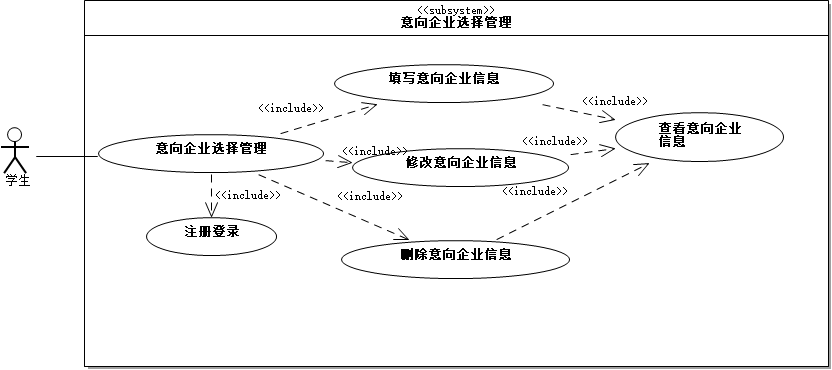 <<subsystem>>
意向企业选择管理
填写意向企业信息
<<include>>
<<include>>
查看意向企业
信息
意向企业选择管理
<<include>>
修改意向企业信息
<<include>>
学生
<<include>>
<<include>>
<<include>>
注册登录
删除意向企业信息